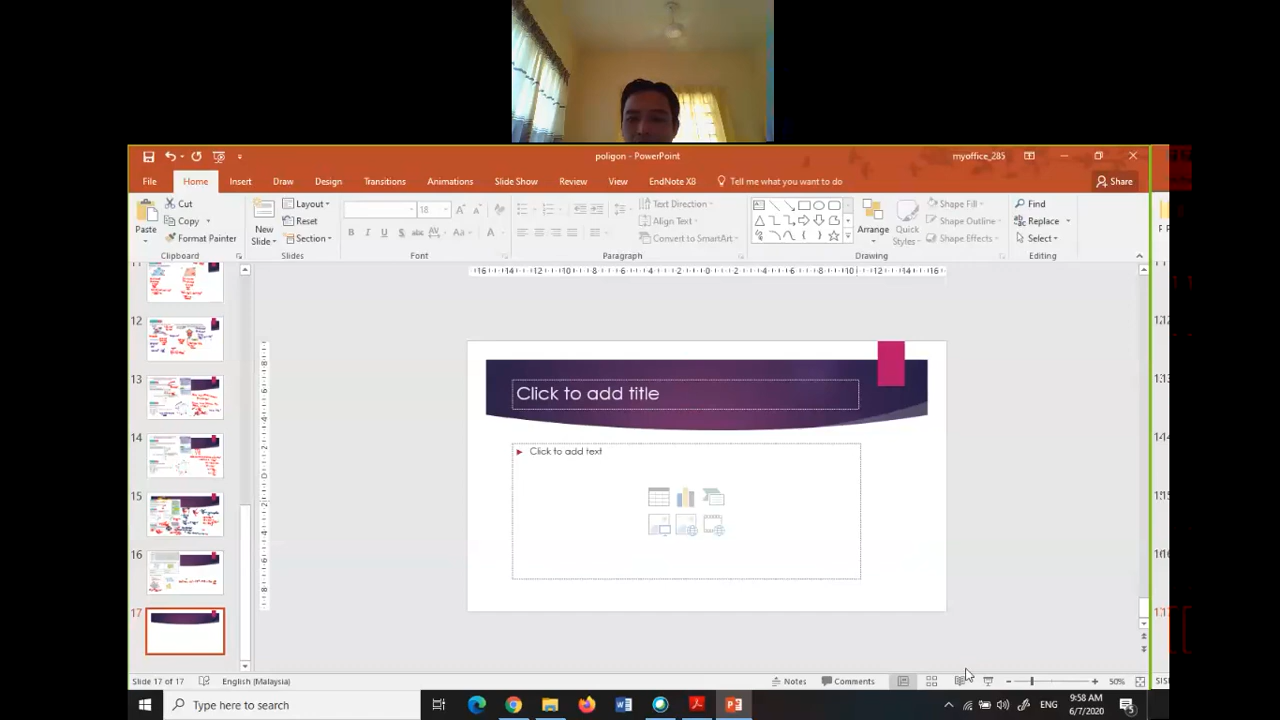 poligon - PowerPoint
myoffice_285
File Home Insert Draw Design Transitions Animations Slide Show Review View EndNote X8 Tell me what you want to do Share
Paste
Cut
Copy
Format Painter
Clipboard
New Slide
Layout
Reset
Section
Slides
18
Font
Text Direction
Align Text
Convert to SmartArt
Paragraph
Arrange
Quick Styles
Shape Fill
Shape Outline
Shape Effects
Drawing
Find
Replace
Select
Editing
12
13
14
15
16
17
Click to add title
Click to add text
Slide 17 of 17
English (Malaysia)
Notes
Comments
50%
Type here to search
ENG
9:58 AM
6/7/2020
5